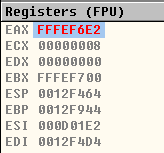 Registers (FPU)
EAX FFFEF6E2
ECX 00000008
EDX 00000000
EBX FFFEF700
ESP 0012F464
EBP 0012F944
ESI 000D01E2
EDI 0012F4D4